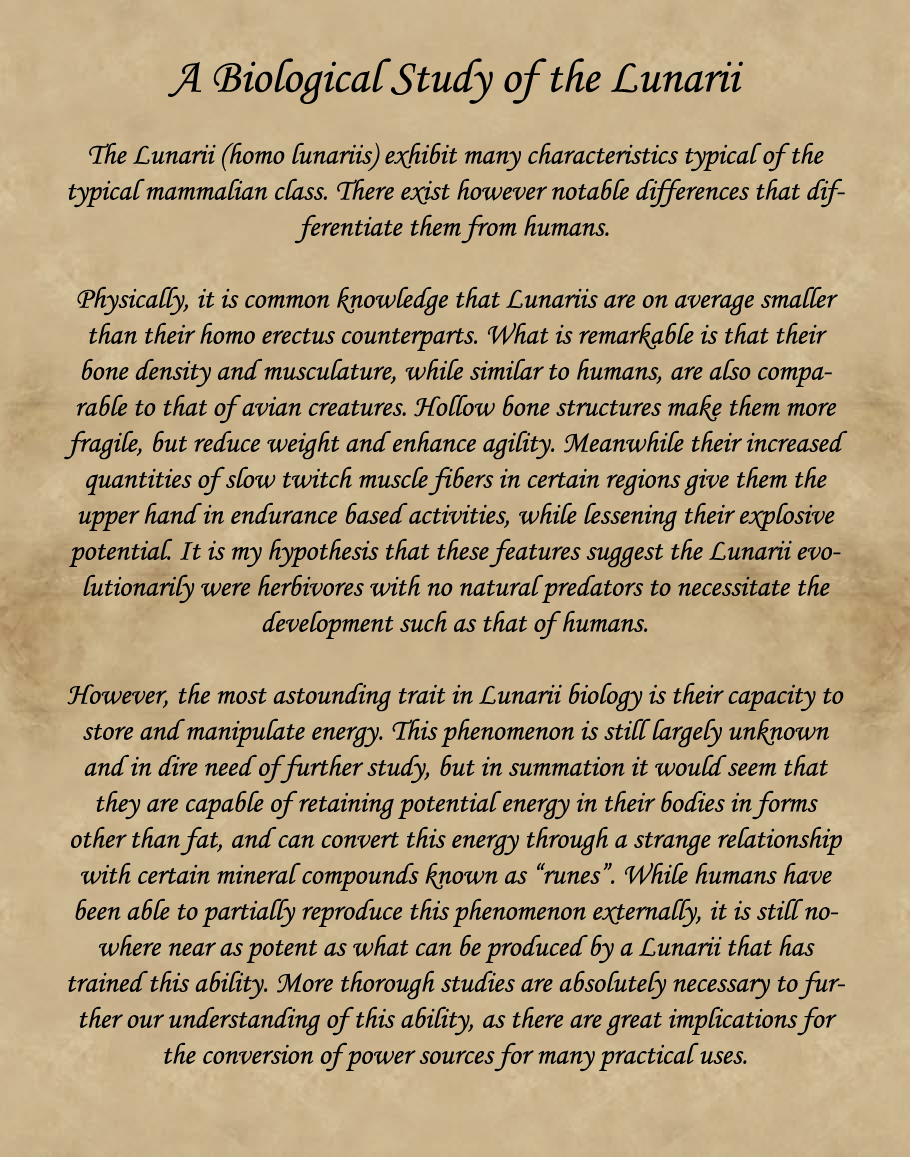 A Biological Study of the Lunarii
The Lunarii (homo lunariis) exhibit many characteristics typical of the
typical mammalian class. There exist however notable differences that dif-
ferentiate them from humans.
Physically, it is common knowledge that Lunariis are on average smaller
than their homo erectus counterparts. What is remarkable is that their
bone density and musculature, while similar to humans, are also compa-
rable to that of avian creatures. Hollow bone structures make them more
fragile, but reduce weight and enhance agility. Meanwhile their increased
quantities of slow twitch muscle fibers in certain regions give them the
upper hand in endurance based activities, while lessening their explosive
potential. It is my hypothesis that these features suggest the Lunarii evo-
lutionarily were herbivores with no natural predators to necessitate the
development such as that of humans.
However, the most astounding trait in Lunarii biology is their capacity to
store and manipulate energy. This phenomenon is still largely unknown
and in dire need of further study, but in summation it would seem that
they are capable of retaining potential energy in their bodies in forms
other than fat, and can convert this energy through a strange relationship
with certain mineral compounds known as “runes”. While humans have
been able to partially reproduce this phenomenon externally, it is still no-
where near as potent as what can be produced by a Lunarii that has
trained this ability. More thorough studies are absolutely necessary to fur-
ther our understanding of this ability, as there are great implications for
the conversion of power sources for many practical uses.